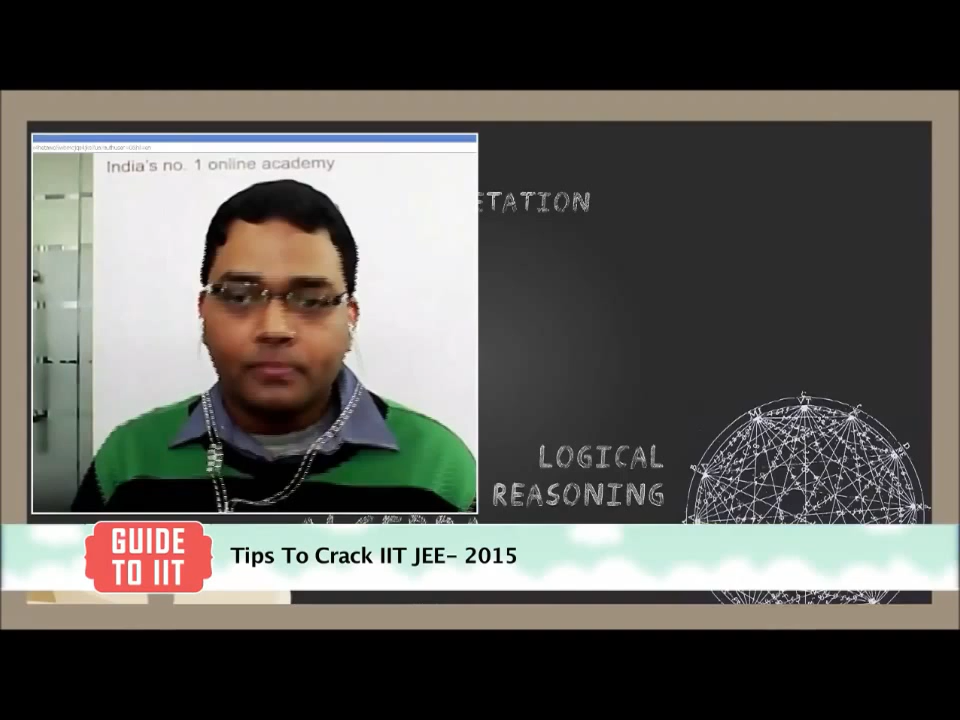 India's no. 1 online academy
ETATION
LOGICAL
REASONING
GUIDE
TO IIT
Tips To Crack IIT JEE- 2015